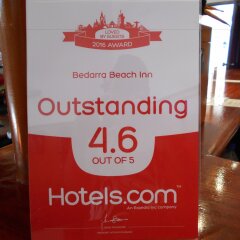 LOVED
BY GUESTS
2016 AWARD
Bedarra Beach Inn
Outstanding
4.6
OUT OF 5
Hotels.com™
An Expedia Inc company